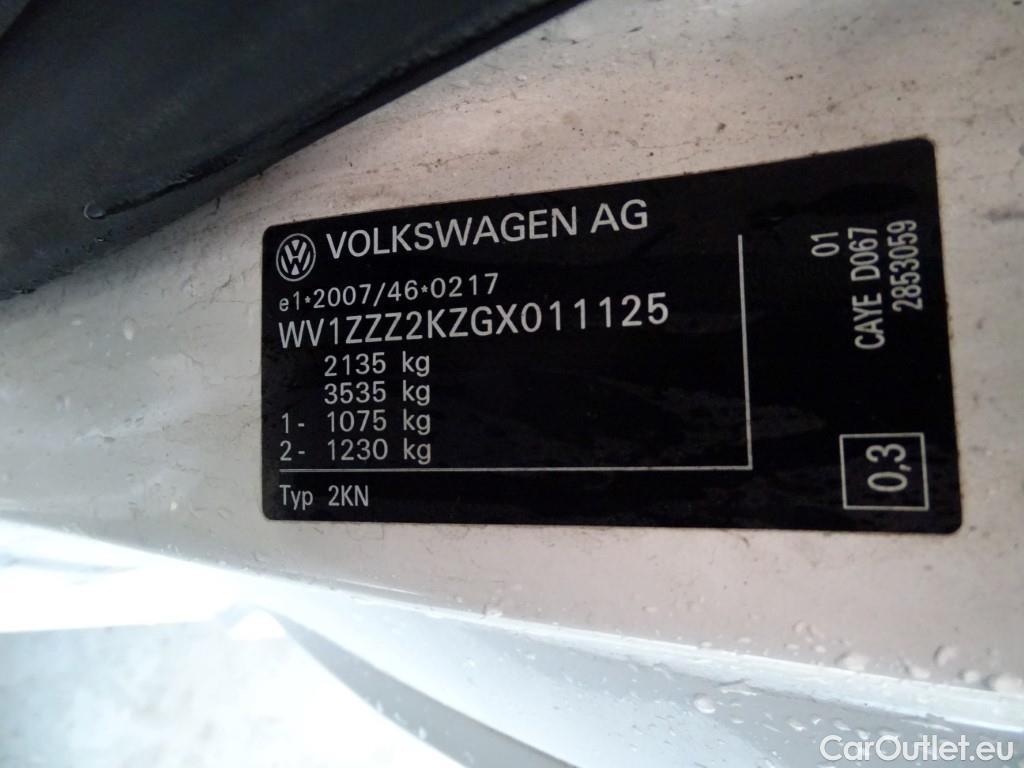 VOLKSWAGEN AG
e1*2007/46*0217
WV1ZZZ2KZGX011125
2135 kg
3535 kg
1- 1075 kg
2- 1230 kg
Typ 2KN
01
CAYE D067
2853059
0,3
CarOutlet.eu